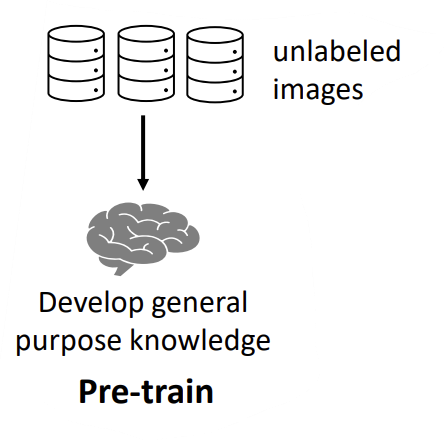 unlabeled
images
Develop general
purpose knowledge
Pre-train